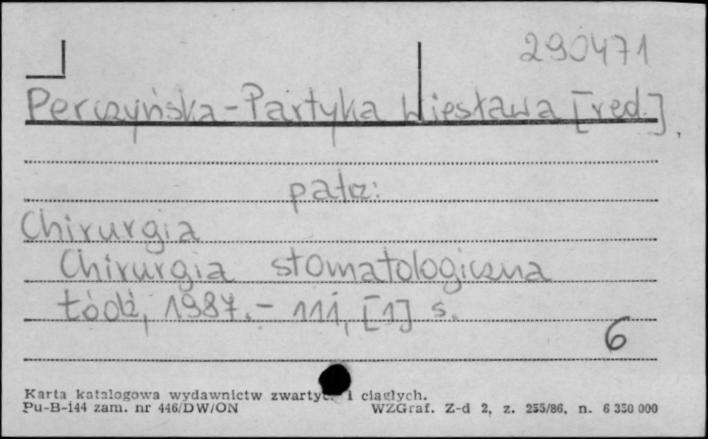 290471
Perczyńska-Partyka Wiesława [red.].
patrz:
Chirurgia
Chirurgia stomatologiczna
Łódź, 1987.- 111, [1] s.
6
Karta katalogowa wydawnictw zwartyc. i ciągłych.
Pu-B-144 zam. nr 446/DW/ON WZGraf. Z-d 2, z. 255/86, n. 6 350 000